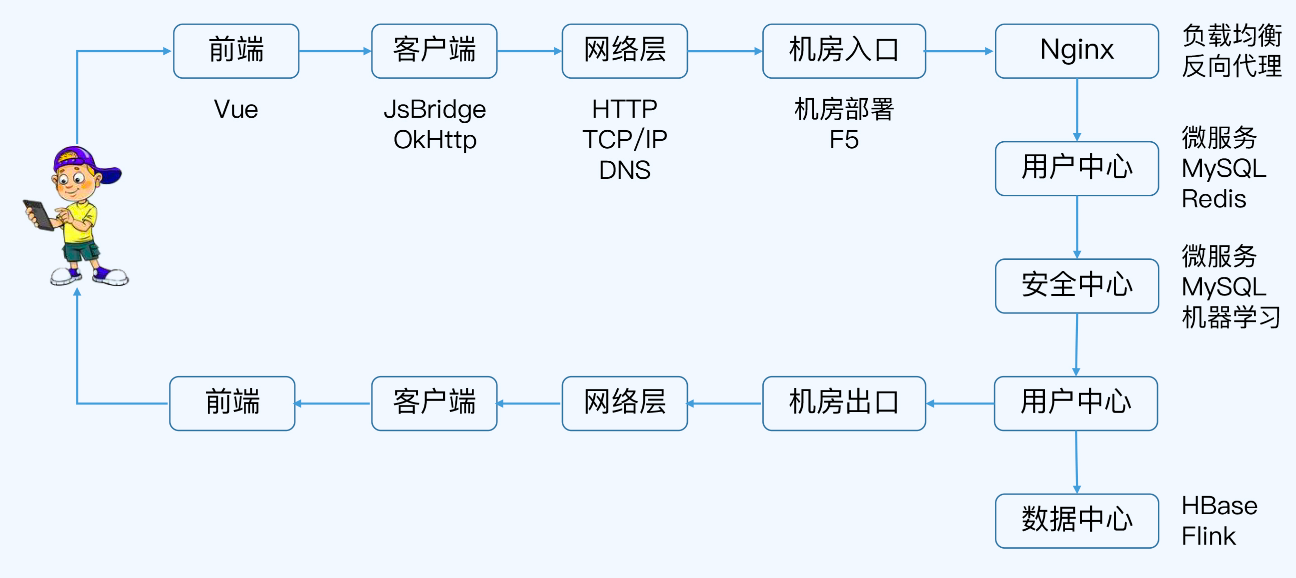 前端
客户端
网络层
机房入口
Nginx
负载均衡
反向代理
Vue
JsBridge
OkHttp
HTTP
TCP/IP
DNS
机房部署
F5
用户中心
微服务
MySQL
Redis
安全中心
微服务
MySQL
机器学习
前端
客户端
网络层
机房出口
用户中心
数据中心
HBase
Flink